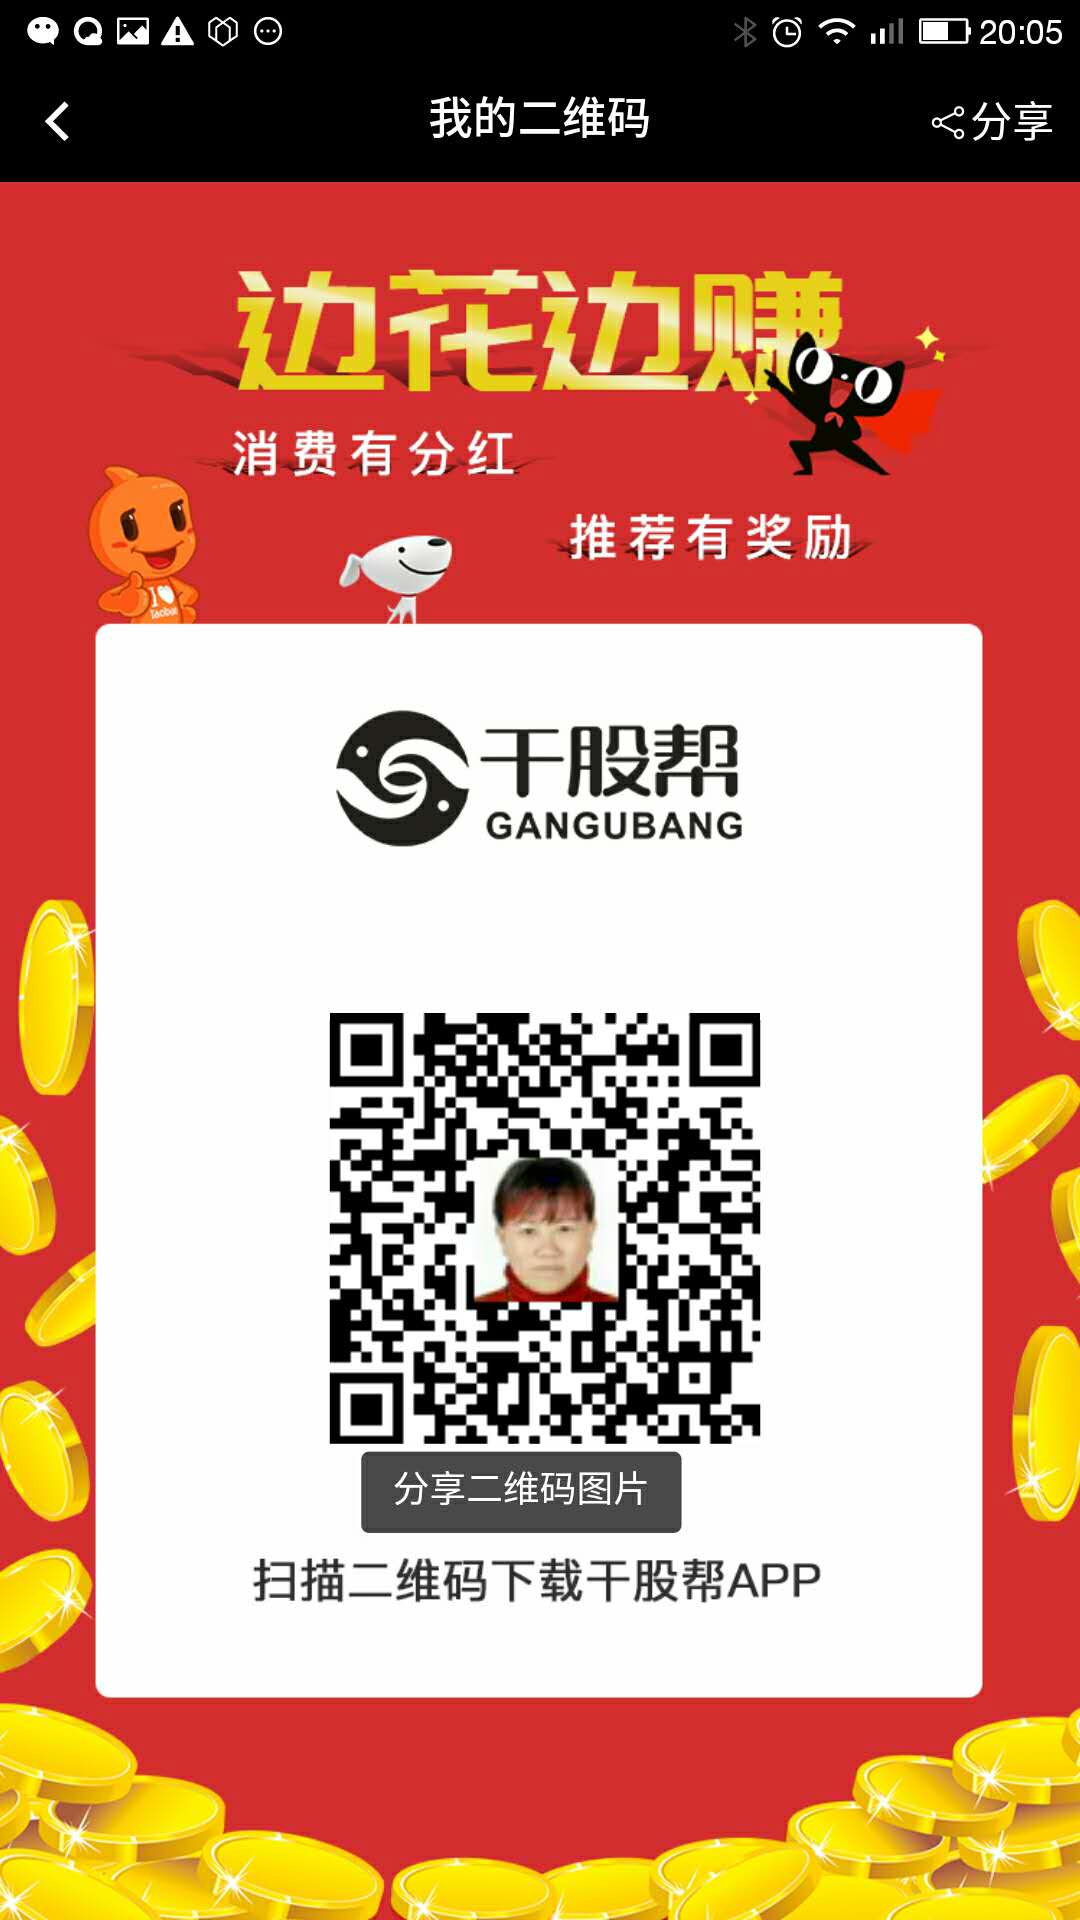 20:05
我的二维码
分享
边花边赚
消费有分红
推荐有奖励
I
Taobao
干股帮
GANGUBANG
分享二维码图片
扫描二维码下载干股帮APP